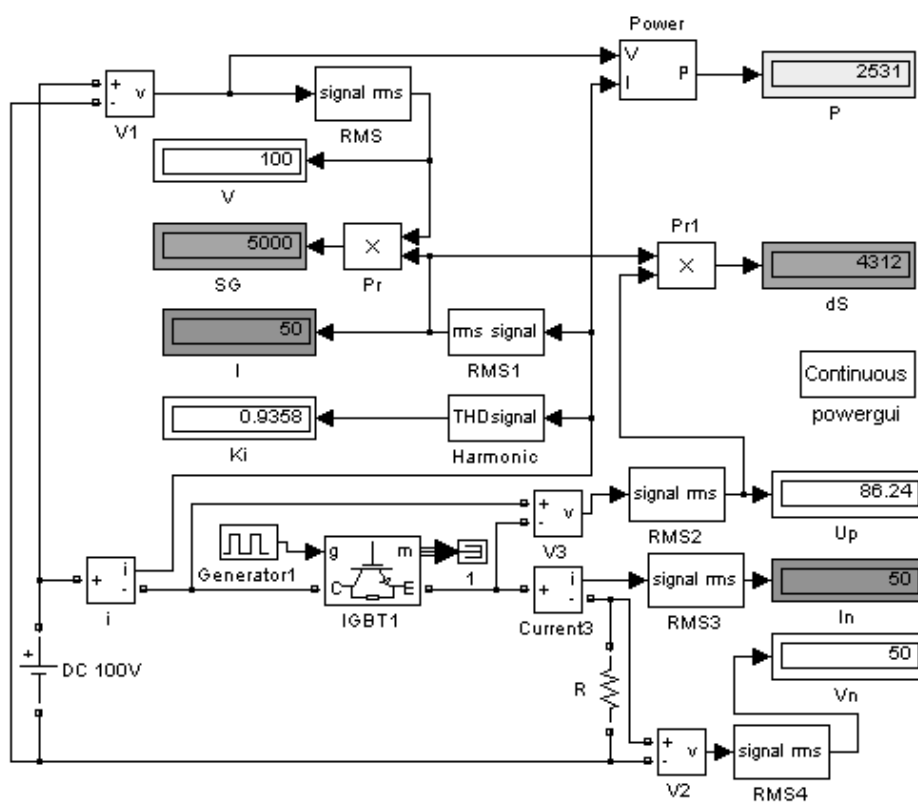 Power
V
I
P
2531
P
+
-
v
V1
signal rms
RMS
100
V
5000
SG
×
Pr
Pr1
×
4312
dS
50
I
rms signal
RMS1
Continuous
powergui
0.9358
Ki
THDsignal
Harmonic
+
-
v
V3
signal rms
RMS2
86.24
Up
Generator1
g
m
C
E
IGBT1
1
+
i
-
i
+
i
-
Current3
signal rms
RMS3
50
In
+
DC 100V
R
50
Vn
+
-
v
V2
signal rms
RMS4